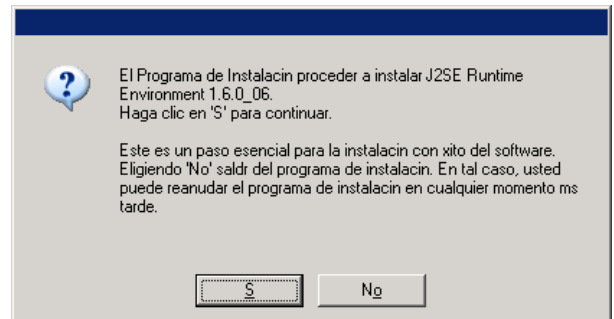 El Programa de Instalacin proceder a instalar J2SE Runtime
Environment 1.6.0_06.
Haga clic en 'S' para continuar.
Este es un paso esencial para la instalacin con xito del software.
Eligiendo 'No' saldr del programa de instalacin. En tal caso, usted
puede reanudar el programa de instalacin en cualquier momento ms
tarde.
S
No